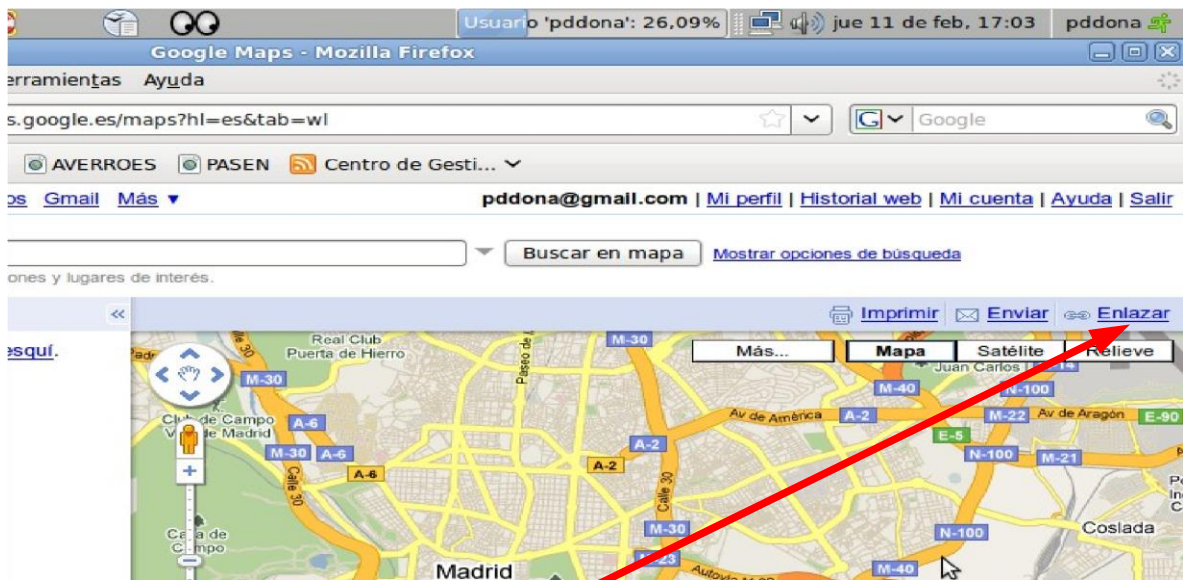 Usuario 'pddona': 26,09% jue 11 de feb, 17:03 pddona
Google Maps - Mozilla Firefox
erramientas Ayuda
s.google.es/maps?hl=es&tab=wl Google
AVERROES PASEN Centro de Gesti...
os Gmail Más ▼ pddona@gmail.com | Mi perfil | Historial web | Mi cuenta | Ayuda | Salir
Buscar en mapa Mostrar opciones de búsqueda
ones y lugares de interés.
« Imprimir Enviar Enlazar
esquí.
Real Club
Puerta de Hierro
Paseo de
M-30
Más... Mapa Satélite Relieve
Juan Carlos
14
M-30
M-40
N-100
Club de Campo
de Madrid
A-6
Av de América
A-2
M-22
Av de Aragón
E-90
E-5
M-30 A-6
A-2
N-100
M-21
A-6
A-2
Calle 30
Calle 30
M-30
N-100
Coslada
Campo
M-23
M-40
Madrid